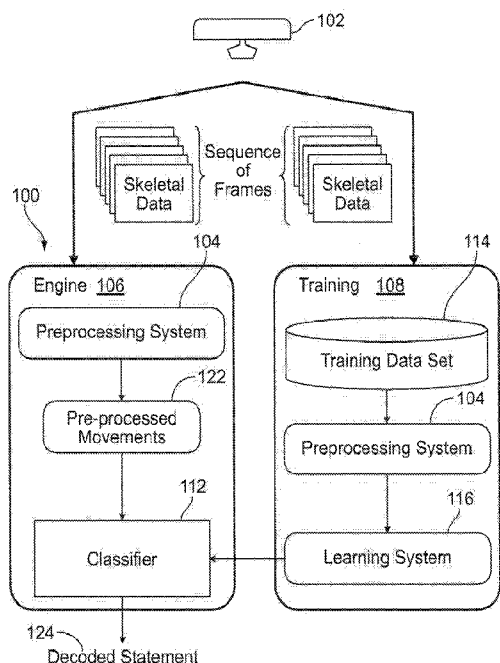 102
Skeletal Data
Sequence
of
Frames
Skeletal Data
100
104
114
Engine 106
Training 108
Preprocessing System
Training Data Set
122
104
Pre-processed
Movements
Preprocessing System
112
116
Classifier
Learning System
124
Decoded Statement